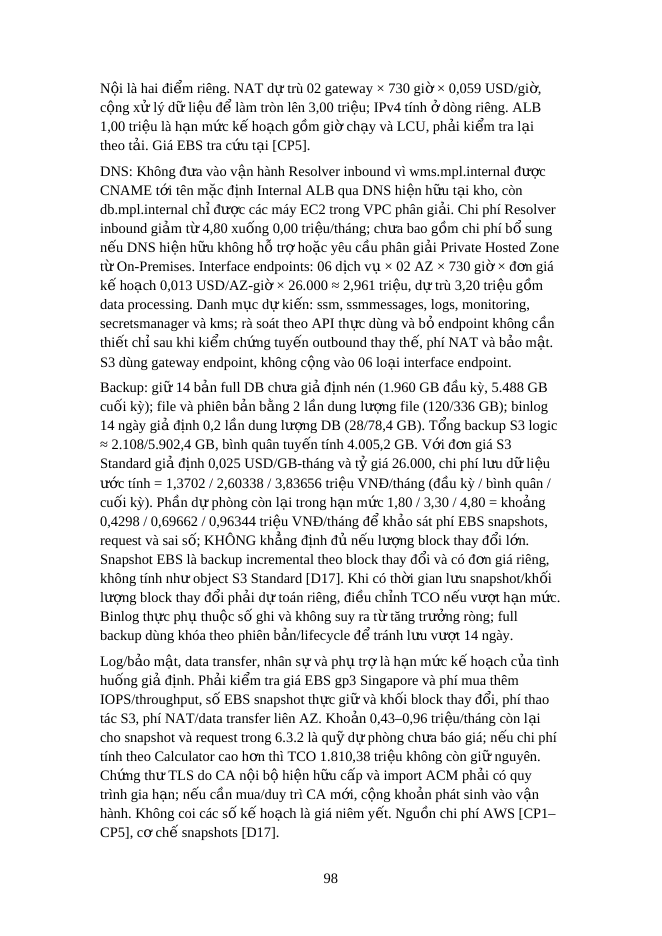 Nội là hai điểm riêng. NAT dự trù 02 gateway × 730 giờ × 0,059 USD/giờ,
cộng xử lý dữ liệu để làm tròn lên 3,00 triệu; IPv4 tính ở dòng riêng. ALB
1,00 triệu là hạn mức kế hoạch gồm giờ chạy và LCU, phải kiểm tra lại
theo tải. Giá EBS tra cứu tại [CP5].
DNS: Không đưa vào vận hành Resolver inbound vì wms.mpl.internal được
CNAME tới tên mặc định Internal ALB qua DNS hiện hữu tại kho, còn
db.mpl.internal chỉ được các máy EC2 trong VPC phân giải. Chi phí Resolver
inbound giảm từ 4,80 xuống 0,00 triệu/tháng; chưa bao gồm chi phí bổ sung
nếu DNS hiện hữu không hỗ trợ hoặc yêu cầu phân giải Private Hosted Zone
từ On-Premises. Interface endpoints: 06 dịch vụ × 02 AZ × 730 giờ × đơn giá
kế hoạch 0,013 USD/AZ-giờ × 26.000 ≈ 2,961 triệu, dự trù 3,20 triệu gồm
data processing. Danh mục dự kiến: ssm, ssmmessages, logs, monitoring,
secretsmanager và kms; rà soát theo API thực dùng và bỏ endpoint không cần
thiết chỉ sau khi kiểm chứng tuyến outbound thay thế, phí NAT và bảo mật.
S3 dùng gateway endpoint, không cộng vào 06 loại interface endpoint.
Backup: giữ 14 bản full DB chưa giả định nén (1.960 GB đầu kỳ, 5.488 GB
cuối kỳ); file và phiên bản bằng 2 lần dung lượng file (120/336 GB); binlog
14 ngày giả định 0,2 lần dung lượng DB (28/78,4 GB). Tổng backup S3 logic
≈ 2.108/5.902,4 GB, bình quân tuyến tính 4.005,2 GB. Với đơn giá S3
Standard giả định 0,025 USD/GB-tháng và tỷ giá 26.000, chi phí lưu dữ liệu
ước tính = 1,3702 / 2,60338 / 3,83656 triệu VNĐ/tháng (đầu kỳ / bình quân /
cuối kỳ). Phần dự phòng còn lại trong hạn mức 1,80 / 3,30 / 4,80 = khoảng
0,4298 / 0,69662 / 0,96344 triệu VNĐ/tháng để khảo sát phí EBS snapshots,
request và sai số; KHÔNG khẳng định đủ nếu lượng block thay đổi lớn.
Snapshot EBS là backup incremental theo block thay đổi và có đơn giá riêng,
không tính như object S3 Standard [D17]. Khi có thời gian lưu snapshot/khối
lượng block thay đổi phải dự toán riêng, điều chỉnh TCO nếu vượt hạn mức.
Binlog thực phụ thuộc số ghi và không suy ra từ tăng trưởng ròng; full
backup dùng khóa theo phiên bản/lifecycle để tránh lưu vượt 14 ngày.
Log/bảo mật, data transfer, nhân sự và phụ trợ là hạn mức kế hoạch của tình
huống giả định. Phải kiểm tra giá EBS gp3 Singapore và phí mua thêm
IOPS/throughput, số EBS snapshot thực giữ và khối block thay đổi, phí thao
tác S3, phí NAT/data transfer liên AZ. Khoản 0,43–0,96 triệu/tháng còn lại
cho snapshot và request trong 6.3.2 là quỹ dự phòng chưa báo giá; nếu chi phí
tính theo Calculator cao hơn thì TCO 1.810,38 triệu không còn giữ nguyên.
Chứng thư TLS do CA nội bộ hiện hữu cấp và import ACM phải có quy
trình gia hạn; nếu cần mua/duy trì CA mới, cộng khoản phát sinh vào vận
hành. Không coi các số kế hoạch là giá niêm yết. Nguồn chi phí AWS [CP1–
CP5], cơ chế snapshots [D17].
98